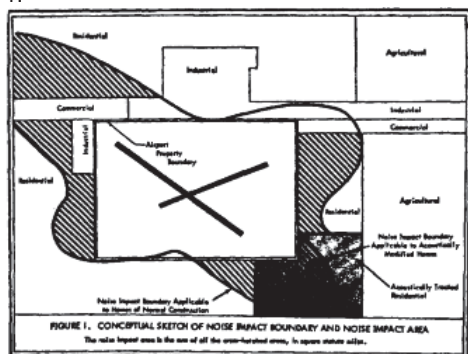 Residential
Agricultural
Industrial
Commercial
Industrial
Commercial
Industrial
Airport
Property
Boundary
Residential
Agricultural
Residential
Noise Impact Boundary
Applicable to Acoustically
Modified Homes
Acoustically Treated
Residential
Noise Impact Boundary Applicable
to Homes of Normal Construction
FIGURE I. CONCEPTUAL SKETCH OF NOISE IMPACT BOUNDARY AND NOISE IMPACT AREA
The noise impact area is the sum of all the cross-hatched areas, in square statute miles.